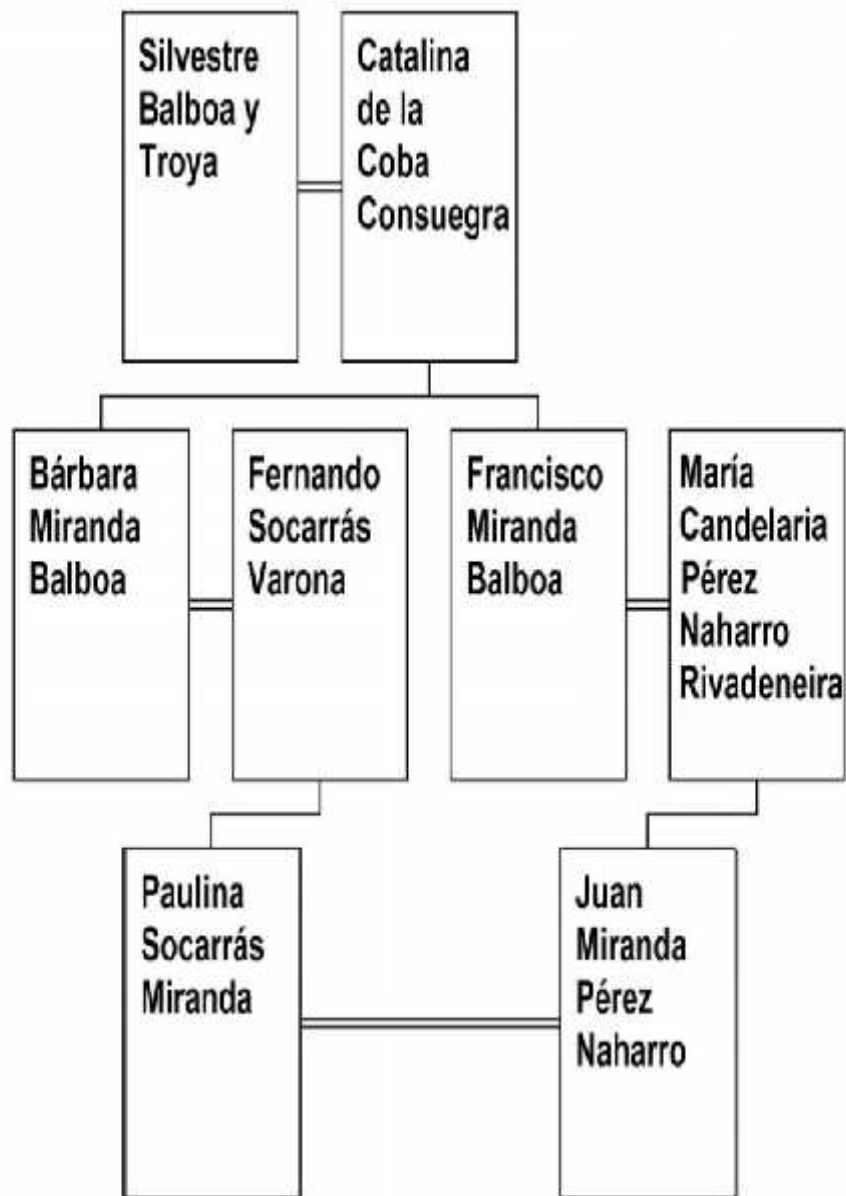 Silvestre
Balboa y
Troya
Catalina
de la
Coba
Consuegra
Bárbara
Miranda
Balboa
Fernando
Socarrás
Varona
Francisco
Miranda
Balboa
María
Candelaria
Pérez
Naharro
Rivadeneira
Paulina
Socarrás
Miranda
Juan
Miranda
Pérez
Naharro